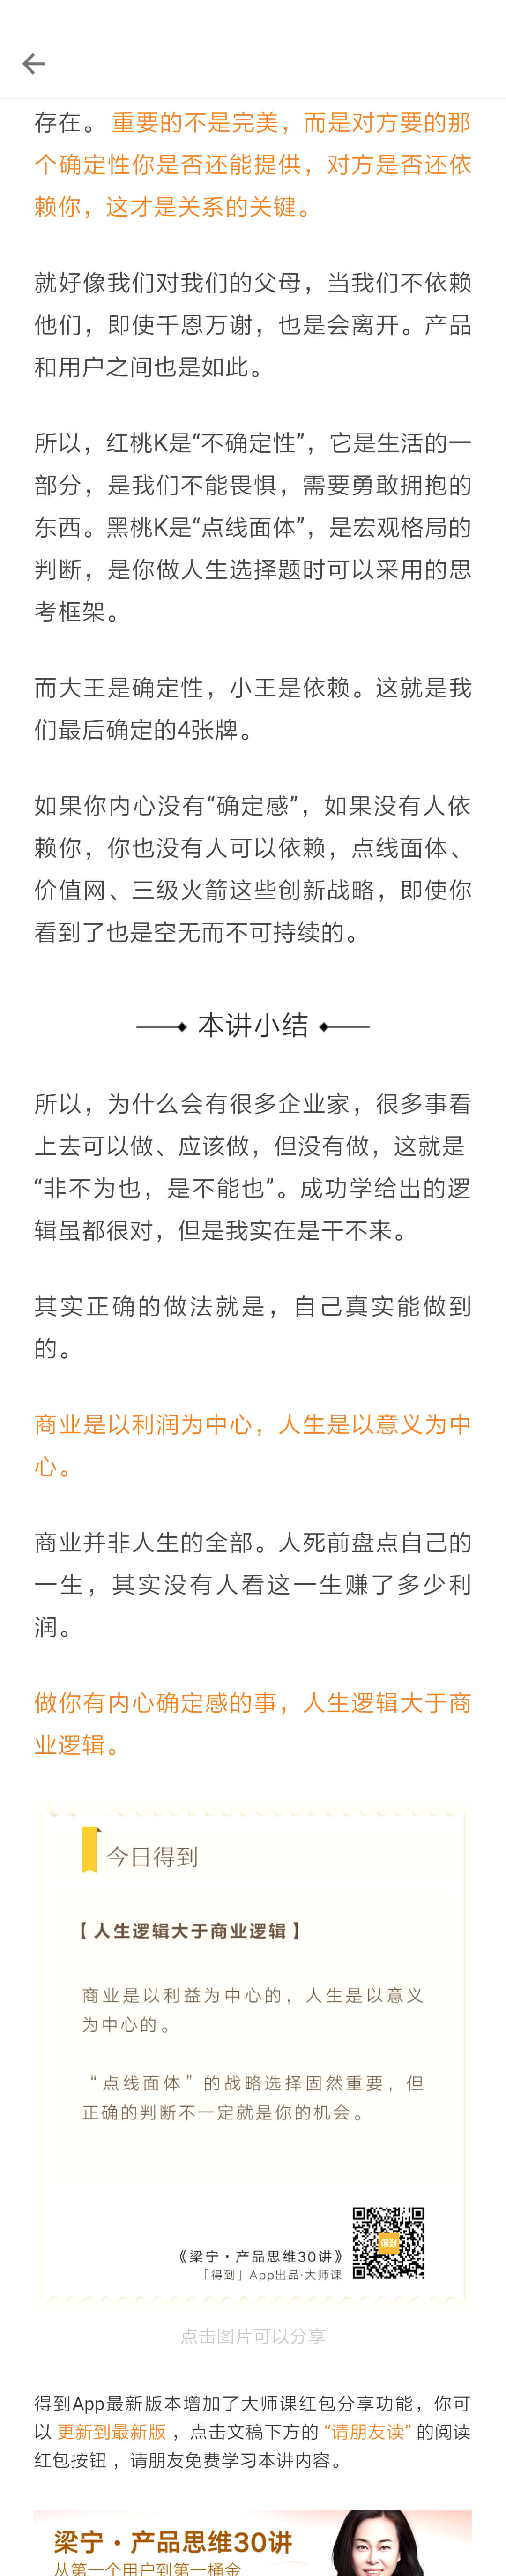 存在。 重要的不是完美，而是对方要的那
个确定性你是否还能提供，对方是否还依
赖你，这才是关系的关键。
就好像我们对我们的父母，当我们不依赖
他们，即使千恩万谢，也是会离开。产品
和用户之间也是如此。
所以，红桃K是“不确定性”，它是生活的一
部分，是我们不能畏惧，需要勇敢拥抱的
东西。黑桃K是“点线面体”，是宏观格局的
判断，是你做人生选择题时可以采用的思
考框架。
而大王是确定性，小王是依赖。这就是我
们最后确定的4张牌。
如果你内心没有“确定感”，如果没有人依
赖你，你也没有人可以依赖，点线面体、
价值网、三级火箭这些创新战略，即使你
看到了也是空无而不可持续的。
本讲小结
所以，为什么会有很多企业家，很多事看
上去可以做、应该做，但没有做，这就是
“非不为也，是不能也”。成功学给出的逻
辑虽都很对，但是我实在是干不来。
其实正确的做法就是，自己真实能做到
的。
商业是以利润为中心，人生是以意义为中
心。
商业并非人生的全部。人死前盘点自己的
一生，其实没有人看这一生赚了多少利
润。
做你有内心确定感的事，人生逻辑大于商
业逻辑。
今日得到
【人生逻辑大于商业逻辑】
商业是以利益为中心的，人生是以意义
为中心的。
“点线面体”的战略选择固然重要，但
正确的判断不一定就是你的机会。
得到
《梁宁·产品思维30讲》
「得到」App出品·大师课
点击图片可以分享
得到App最新版本增加了大师课红包分享功能，你可
以 更新到最新版 ，点击文稿下方的 “请朋友读” 的阅读
红包按钮 ，请朋友免费学习本讲内容。
梁宁·产品思维30讲
从第一个用户到第一桶金